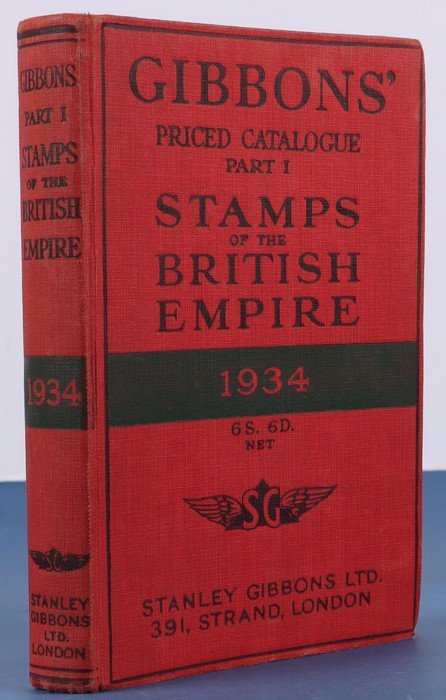 GIBBONS
PART I
STAMPS
OF THE
BRITISH
EMPIRE
1934
SG
STANLEY
GIBBONS
LTD.
LONDON
GIBBONS'
PRICED CATALOGUE
PART I
STAMPS
OF THE
BRITISH
EMPIRE
1934
6S. 6D.
NET
SG
STANLEY GIBBONS LTD.
391, STRAND, LONDON